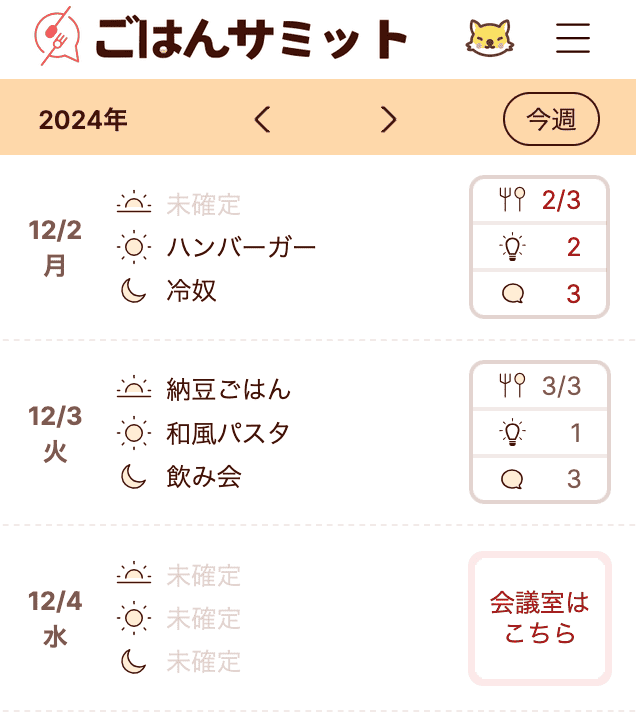 ごはんサミット
2024年
今週
12/2
月
未確定
ハンバーガー
冷奴
2/3
2
3
12/3
火
納豆ごはん
和風パスタ
飲み会
3/3
1
3
12/4
水
未確定
未確定
未確定
会議室は
こちら